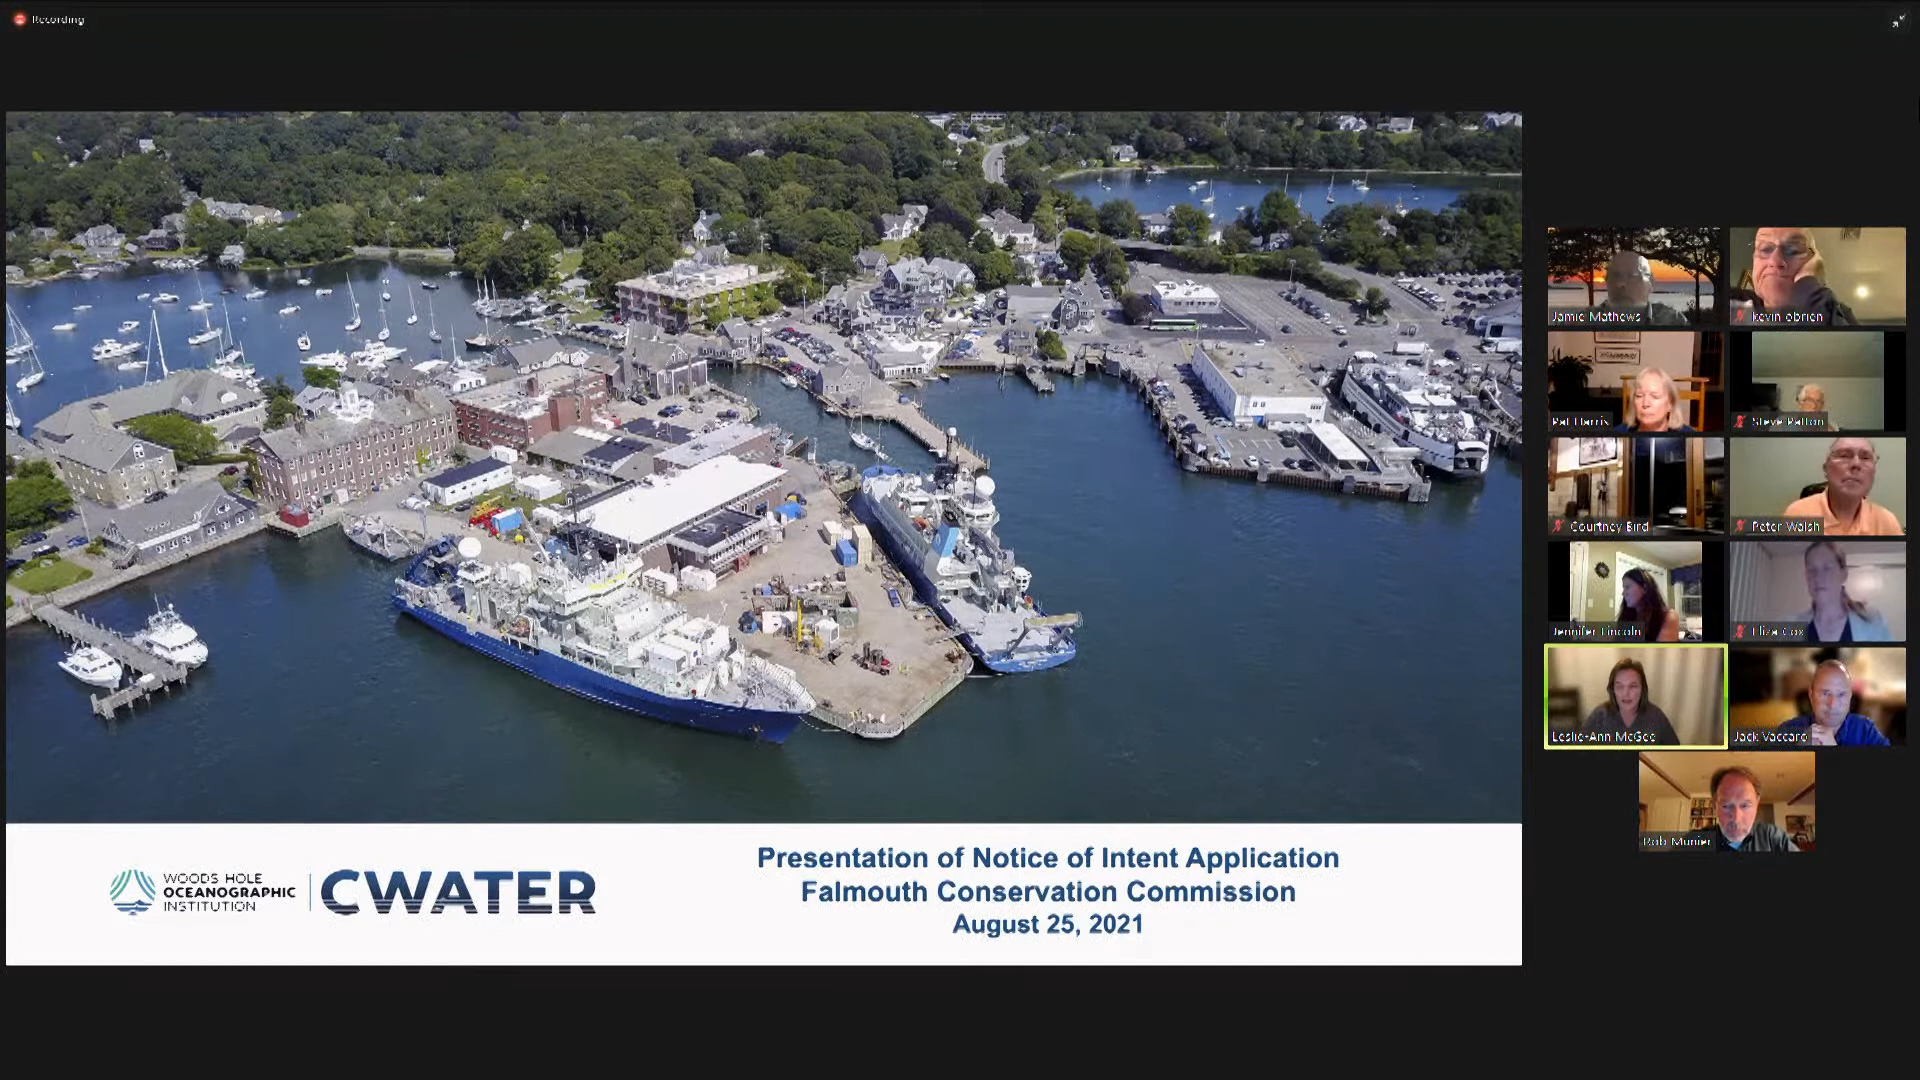 Recording
WOODS HOLE
OCEANOGRAPHIC
INSTITUTION
CWATER
Presentation of Notice of Intent Application
Falmouth Conservation Commission
August 25, 2021
Jamie Mathews
kevin obrien
Pat Harris
Steve Patton
Courtney Bird
Peter Walsh
Jennifer Lincoln
Eliza Cox
Leslie-Ann McGee
Jack Vaccaro
Rob Munier